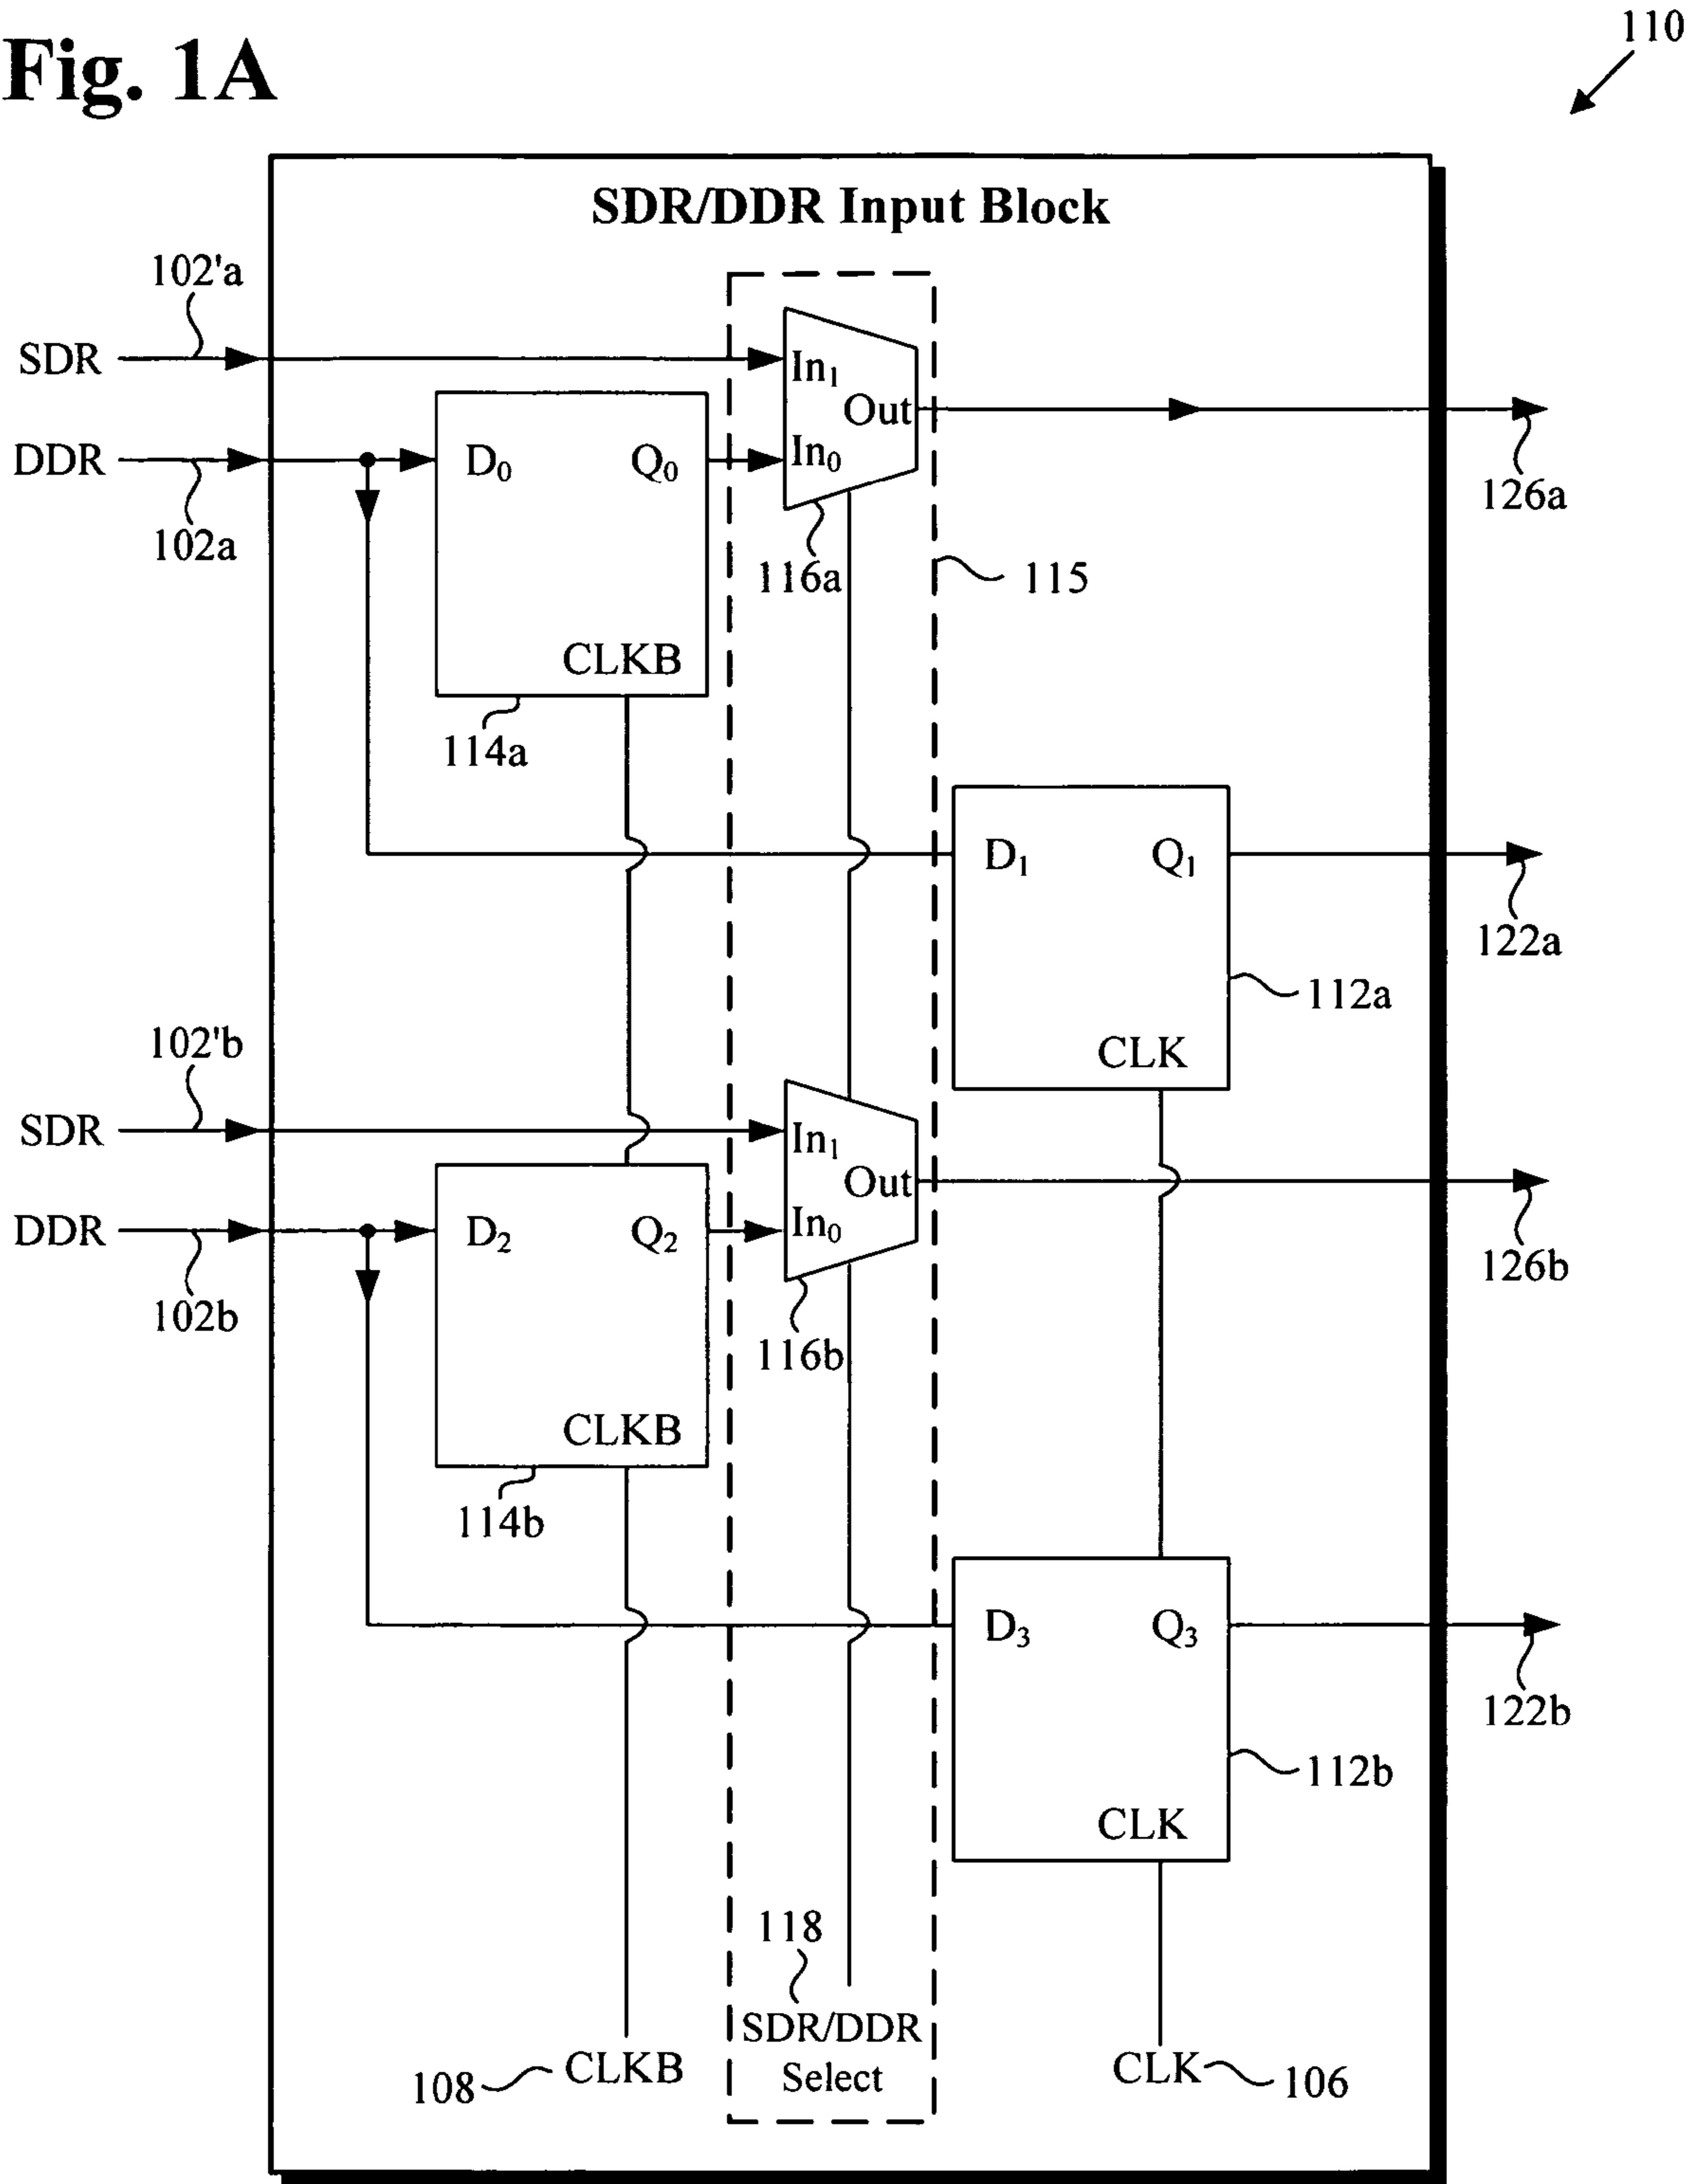 Fig. 1A
110
SDR/DDR Input Block
102'a
SDR
In₁
Out
DDR
D₀
Q₀
In₀
126a
102a
116a
115
CLKB
114a
D₁
Q₁
122a
112a
102'b
CLK
SDR
In₁
Out
DDR
D₂
Q₂
In₀
126b
102b
116b
CLKB
114b
D₃
Q₃
122b
112b
CLK
118
SDR/DDR
Select
108
CLKB
CLK
106